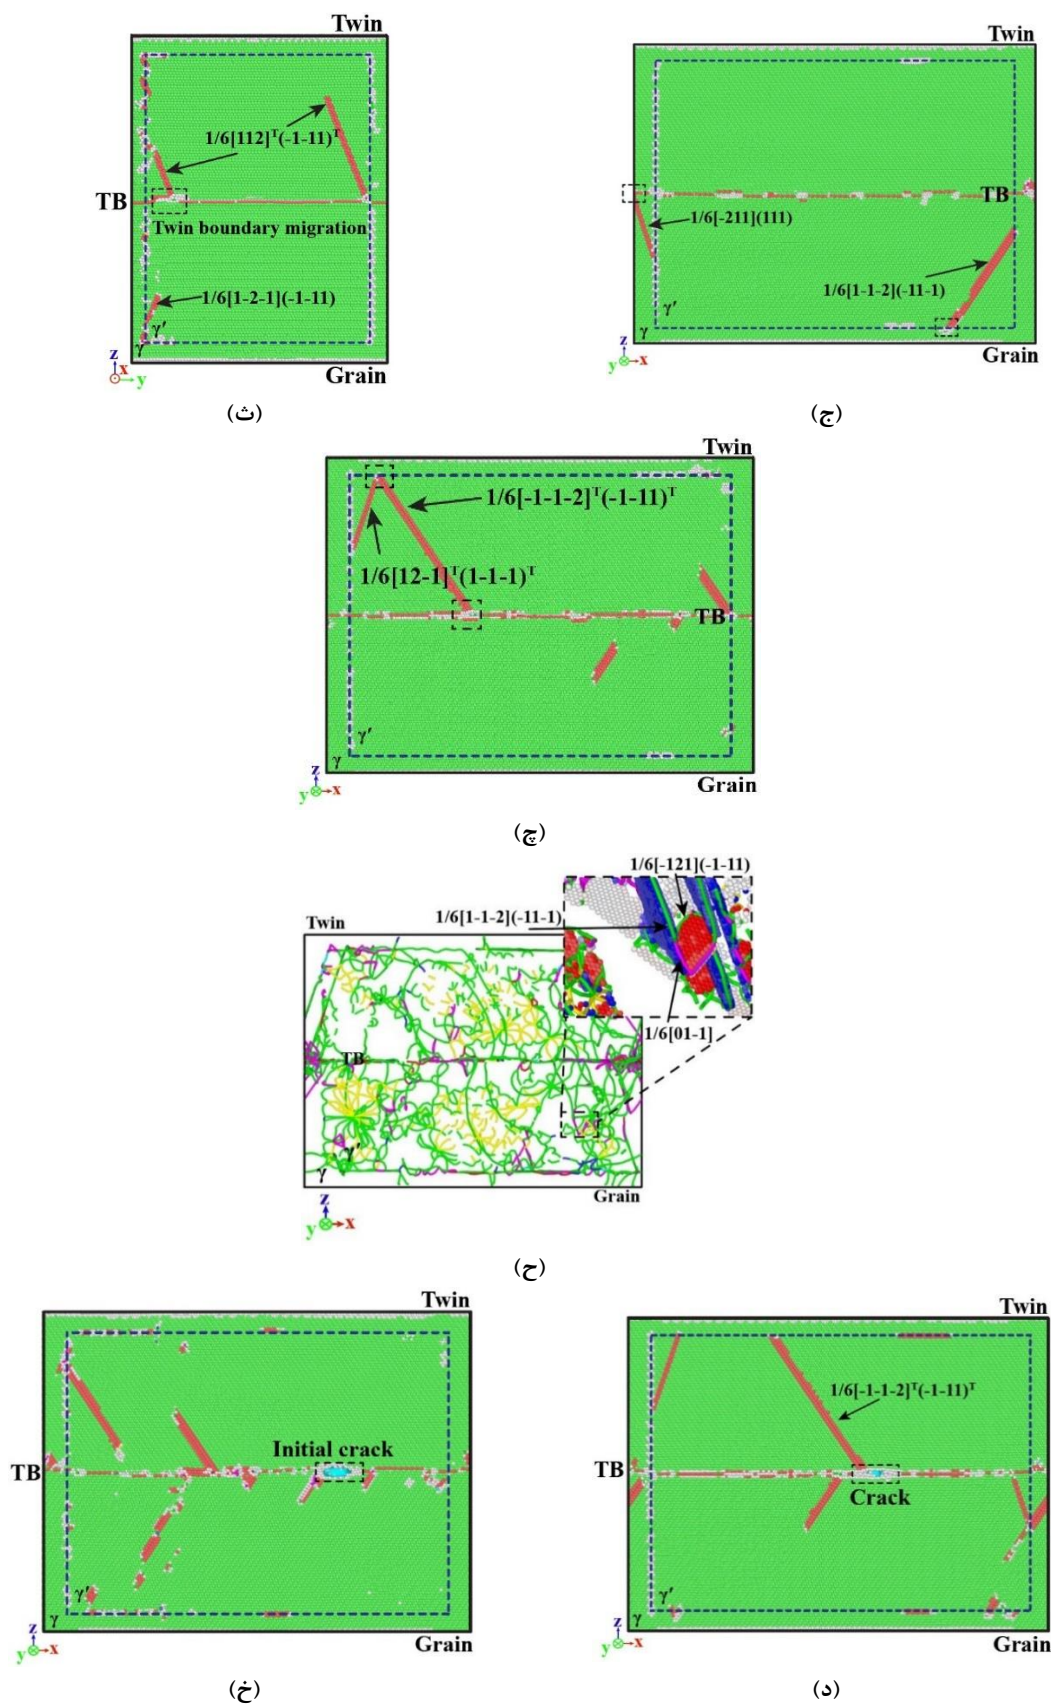 Twin
1/6[112]ᵀ(-1-11)ᵀ
TB
Twin boundary migration
1/6[1-2-1](-1-11)
γ′
γ
Grain
z
x
y
(ث)
Twin
TB
1/6[-211](111)
1/6[1-1-2](-11-1)
γ′
γ
Grain
z
y x
(ج)
Twin
1/6[-1-1-2]ᵀ(-1-11)ᵀ
1/6[12-1]ᵀ(1-1-1)ᵀ
TB
γ′
γ
Grain
z
y x
(چ)
1/6[-121](-1-11)
1/6[1-1-2](-11-1)
Twin
1/6[01-1]
TB
γ′
γ
Grain
z
y x
(ح)
Twin
Initial crack
TB
γ′
γ
Grain
z
y x
(خ)
Twin
1/6[-1-1-2]ᵀ(-1-11)ᵀ
TB
Crack
γ′
γ
Grain
z
y x
(د)